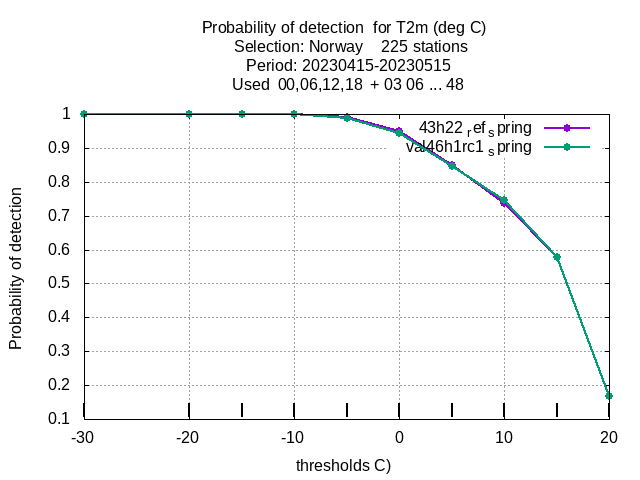 Probability of detection  for T2m (deg C)
Selection: Norway    225 stations
Period: 20230415-20230515
Used  00,06,12,18  + 03 06 ... 48
1
43h22 ref spring
0.9
val46h1rc1 spring
0.8
0.7
0.6
0.5
0.4
0.3
0.2
0.1
Probability of detection
-30 -20 -10 0 10 20
thresholds C)